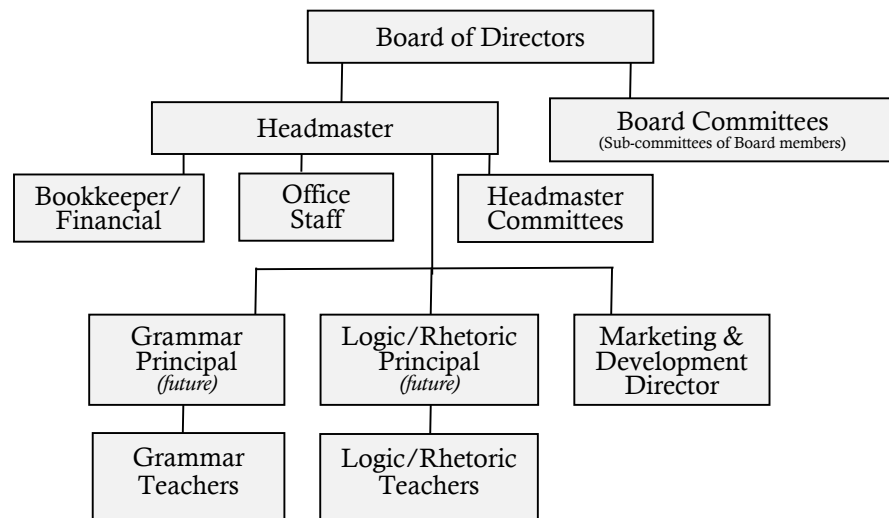 Board of Directors
Headmaster
Board Committees
(Sub-committees of Board members)
Bookkeeper/
Financial
Office
Staff
Headmaster
Committees
Grammar
Principal
(future)
Logic/Rhetoric
Principal
(future)
Marketing &
Development
Director
Grammar
Teachers
Logic/Rhetoric
Teachers